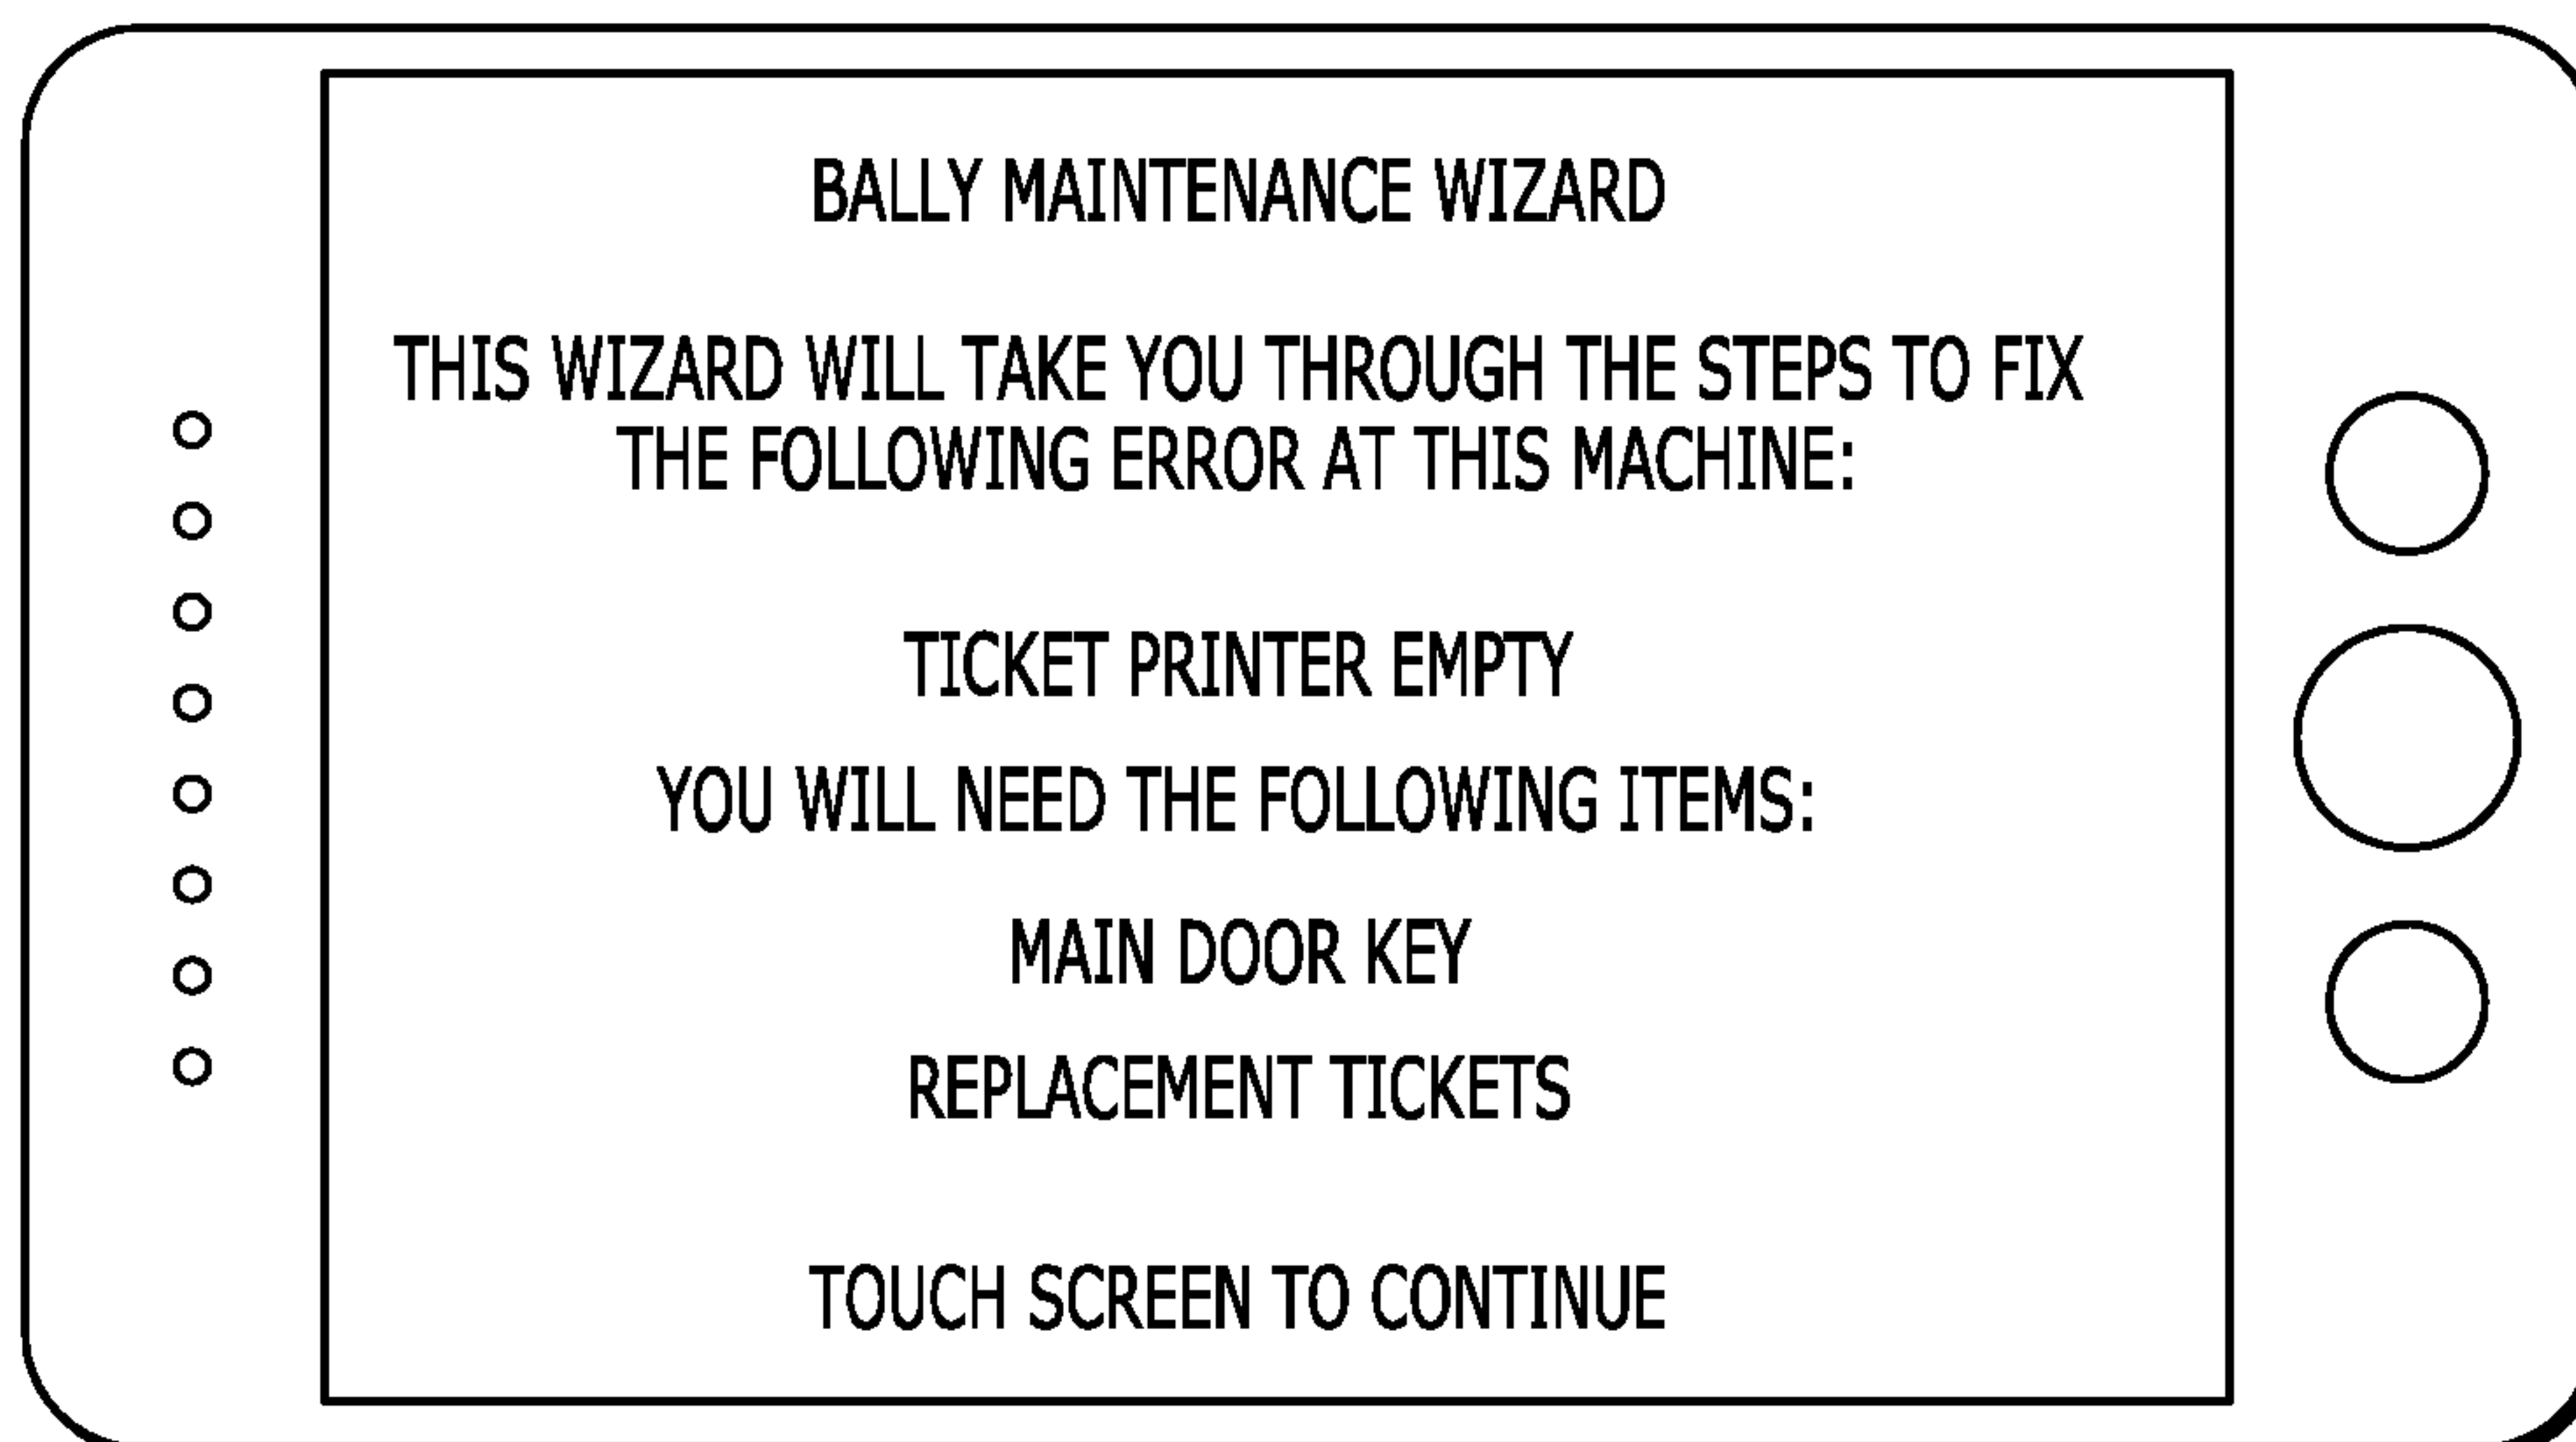 BALLY MAINTENANCE WIZARD
THIS WIZARD WILL TAKE YOU THROUGH THE STEPS TO FIX
THE FOLLOWING ERROR AT THIS MACHINE:
TICKET PRINTER EMPTY
YOU WILL NEED THE FOLLOWING ITEMS:
MAIN DOOR KEY
REPLACEMENT TICKETS
TOUCH SCREEN TO CONTINUE